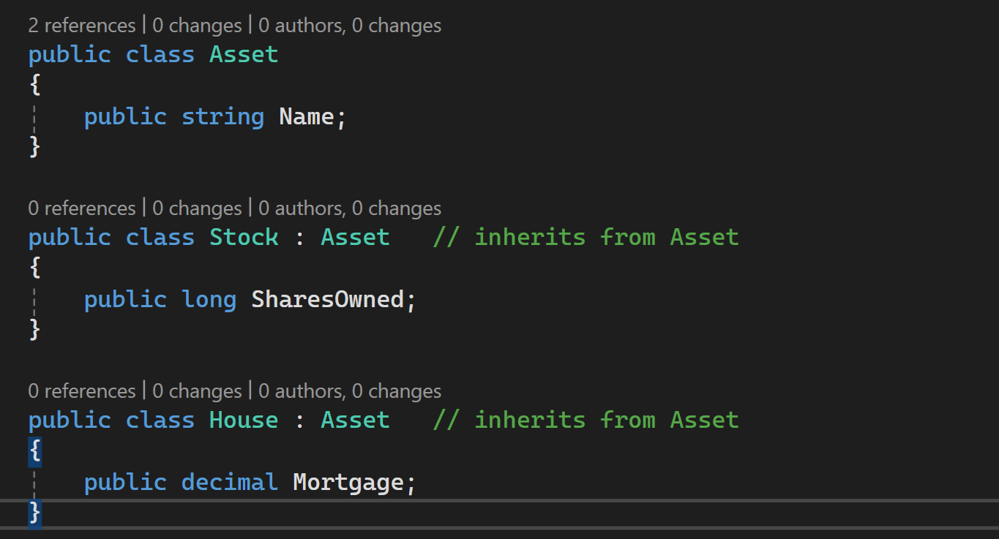 2 references | 0 changes | 0 authors, 0 changes
public class Asset
{
    public string Name;
}
0 references | 0 changes | 0 authors, 0 changes
public class Stock : Asset   // inherits from Asset
{
    public long SharesOwned;
}
0 references | 0 changes | 0 authors, 0 changes
public class House : Asset   // inherits from Asset
{
    public decimal Mortgage;
}